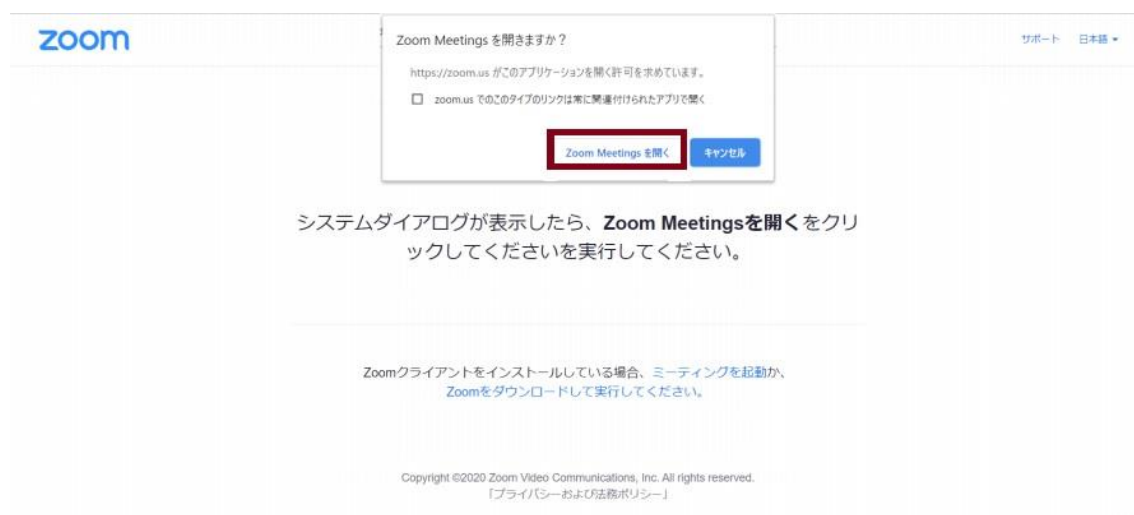 zoom
サポート 日本語
Zoom Meetings を開きますか？
https://zoom.us がこのアプリケーションを開く許可を求めています。
zoom.us でのこのタイプのリンクは常に関連付けられたアプリで開く
Zoom Meetings を開く キャンセル
システムダイアログが表示したら、Zoom Meetingsを開くをクリ
ックしてくださいを実行してください。
Zoomクライアントをインストールしている場合、ミーティングを起動か、
Zoomをダウンロードして実行してください。
Copyright ©2020 Zoom Video Communications, Inc. All rights reserved.
「プライバシーおよび法務ポリシー」